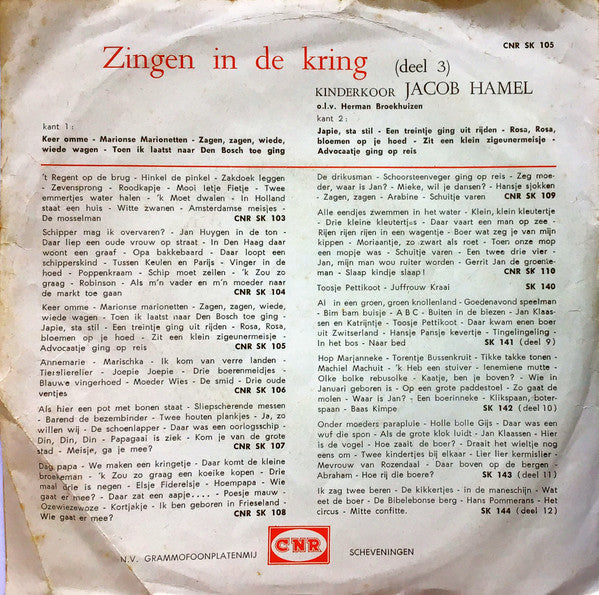 CNR SK 105
Zingen in de kring (deel 3)
KINDERKOOR JACOB HAMEL
o.l.v. Herman Broekhuizen
kant 1 :
Keer omme - Marionse Marionetten - Zagen, zagen, wiede,
wiede wagen - Toen ik laatst naar Den Bosch toe ging
kant 2 :
Japie, sta stil - Een treintje ging uit rijden - Rosa, Rosa,
bloemen op je hoed - Zit een klein zigeunermeisje -
Advocaatje ging op reis
't Regent op de brug - Hinkel de pinkel - Zakdoek leggen
- Zevensprong - Roodkapje - Mooi letje Fietje - Twee
emmertjes water halen - 'k Moet dwalen - In Holland
staat een huis - Witte zwanen - Amsterdamse meisjes -
De mosselman CNR SK 103
Schipper mag ik overvaren? - Jan Huygen in de ton -
Daar liep een oude vrouw op straat - In Den Haag daar
woont een graaf - Opa bakkebaard - Daar loopt een
schipperskind - Tussen Keulen en Parijs - Vinger in de
hoed - Poppenkraam - Schip moet zeilen - 'k Zou zo
graag - Robinson - Als m'n vader en m'n moeder naar
de markt toe gaan CNR SK 104
Keer omme - Marionse marionetten - Zagen, zagen, wiede,
wiede wagen - Toen ik laatst naar Den Bosch toe ging -
Japie, sta stil - Een treintje ging uit rijden - Rosa, Rosa,
bloemen op je hoed - Zit een klein zigeunermeisje -
Advocaatje ging op reis CNR SK 105
Annemarie - Marischka - Ik kom van verre landen -
Tierelierelier - Joepie Joepie - Drie boerenmeidjes -
Blauwe vingerhoed - Moeder Wies - De smid - Drie oude
ventjes CNR SK 106
Als hier een pot met bonen staat - Sliepscherende messen
- Barend de bezembinder - Twee houten plankjes - Ja, zo
willen wij - De schoenlapper - Daar was een oorlogsschip -
Din, Din, Din - Papagaai is ziek - Kom je van de grote
stad - Meisje, ga je mee? CNR SK 107
Dag papa - We maken een kringetje - Daar komt de kleine
broekeman - 'k Zou zo graag een koeike kopen - Drie
maal drie is negen - Elsje Fiderelsje - Hoempapa - Wie
gaat er mee? - Daar zat een aapje.... - Poesje mauw -
Ozewiezewoze - Kortjakje - Ik ben geboren in Frieseland -
Wie gaat er mee? CNR SK 108
De drikusman - Schoorsteenveger ging op reis - Zeg moe-
der, waar is Jan? - Mieke, wil je dansen? - Hansje sjokken
- Zagen, zagen - Arabine - Schuitje varen CNR SK 109
Alle eendjes zwemmen in het water - Klein, klein kleutertje
- Drie kleine kleutertjus - Daar vaart een man op zee -
Rijen rijen rijen in een wagentje - Boer wat zeg je van mijn
kippen - Moriaantje, zo zwart als roet - Toen onze mop
een mopje was - Schuitje varen - Een twee drie vier -
Jan, mijn man wou ruiter worden - Gerrit Jan de groenle-
man - Slaap kindje slaap! CNR SK 110
Toosje Pettikoot - Juffrouw Kraai SK 140
Al in een groen, groen knollenland - Goedenavond speelman
- Bim bam buisje - A B C - Buiten in de biezen - Jan Klaas-
sen en Katrijntje - Toosje Pettikoot - Daar kwam enen boer
uit Zwitserland - Hansje Pansje kevertje - Tingelingeling -
In het bos - Naar bed SK 141 (deel 9)
Hop Marjanneke - Torentje Bussenkruit - Tikke takke tonen
- Machiel Machuit - 'k Heb een stuiver - Ienemiene mutte -
Olke bolke rebusolke - Kaatje, ben je boven? - Wie in
Januari geboren is - Op een grote paddestoel - Zo gaat de
molen - Waar is Jan? - Een boerinneke - Klikspaan, boter-
spaan - Baas Kimpe SK 142 (deel 10)
Onder moeders parapluie - Holle bolle Gijs - Daar was een
wuf die spon - Als de grote klok luidt - Jan Klaassen - Hier
is de vogel - Hoe zaait de boer? - Draait het wieltje nog
eens om - Twee kindertjes bij elkaar - Lier lier kermislier -
Mevrouw van Rozendaal - Daar boven op de bergen -
Abraham - Hoe rij die boere? SK 143 (deel 11)
Ik zag twee beren - De kikkertjes - in de maneschijn - Wat
eet de boer - De Bibelebonse berg - Hans Pommerans - Het
circus - Mitte confitte. SK 144 (deel 12)
N.V. GRAMMOFOONPLATENMIJ CNR SCHEVENINGEN